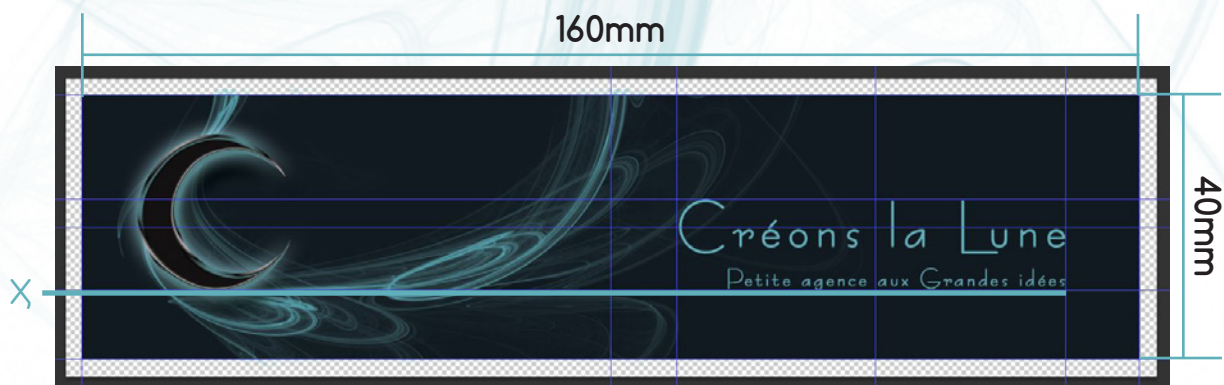 160mm
40mm
Créons la Lune
Petite agence aux Grandes idées
X